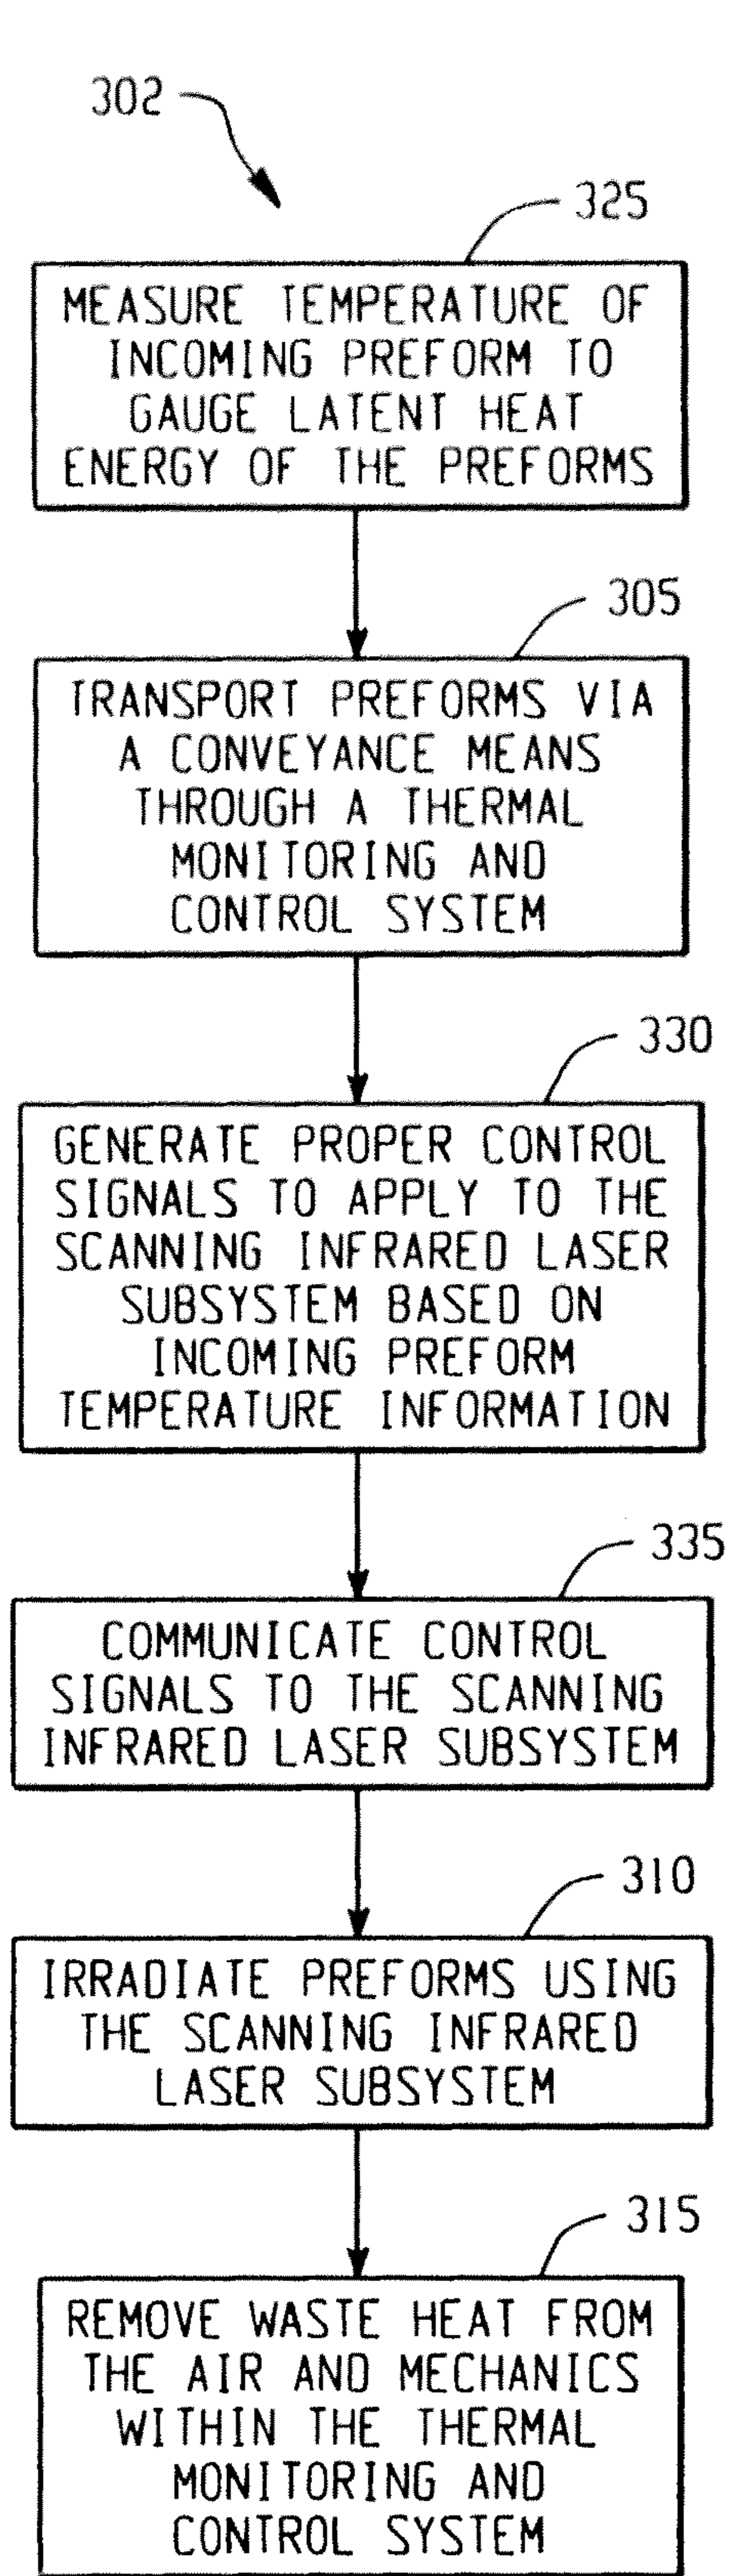 302
325
MEASURE TEMPERATURE OF
INCOMING PREFORM TO
GAUGE LATENT HEAT
ENERGY OF THE PREFORMS
305
TRANSPORT PREFORMS VIA
A CONVEYANCE MEANS
THROUGH A THERMAL
MONITORING AND
CONTROL SYSTEM
330
GENERATE PROPER CONTROL
SIGNALS TO APPLY TO THE
SCANNING INFRARED LASER
SUBSYSTEM BASED ON
INCOMING PREFORM
TEMPERATURE INFORMATION
335
COMMUNICATE CONTROL
SIGNALS TO THE SCANNING
INFRARED LASER SUBSYSTEM
310
IRRADIATE PREFORMS USING
THE SCANNING INFRARED
LASER SUBSYSTEM
315
REMOVE WASTE HEAT FROM
THE AIR AND MECHANICS
WITHIN THE THERMAL
MONITORING AND
CONTROL SYSTEM